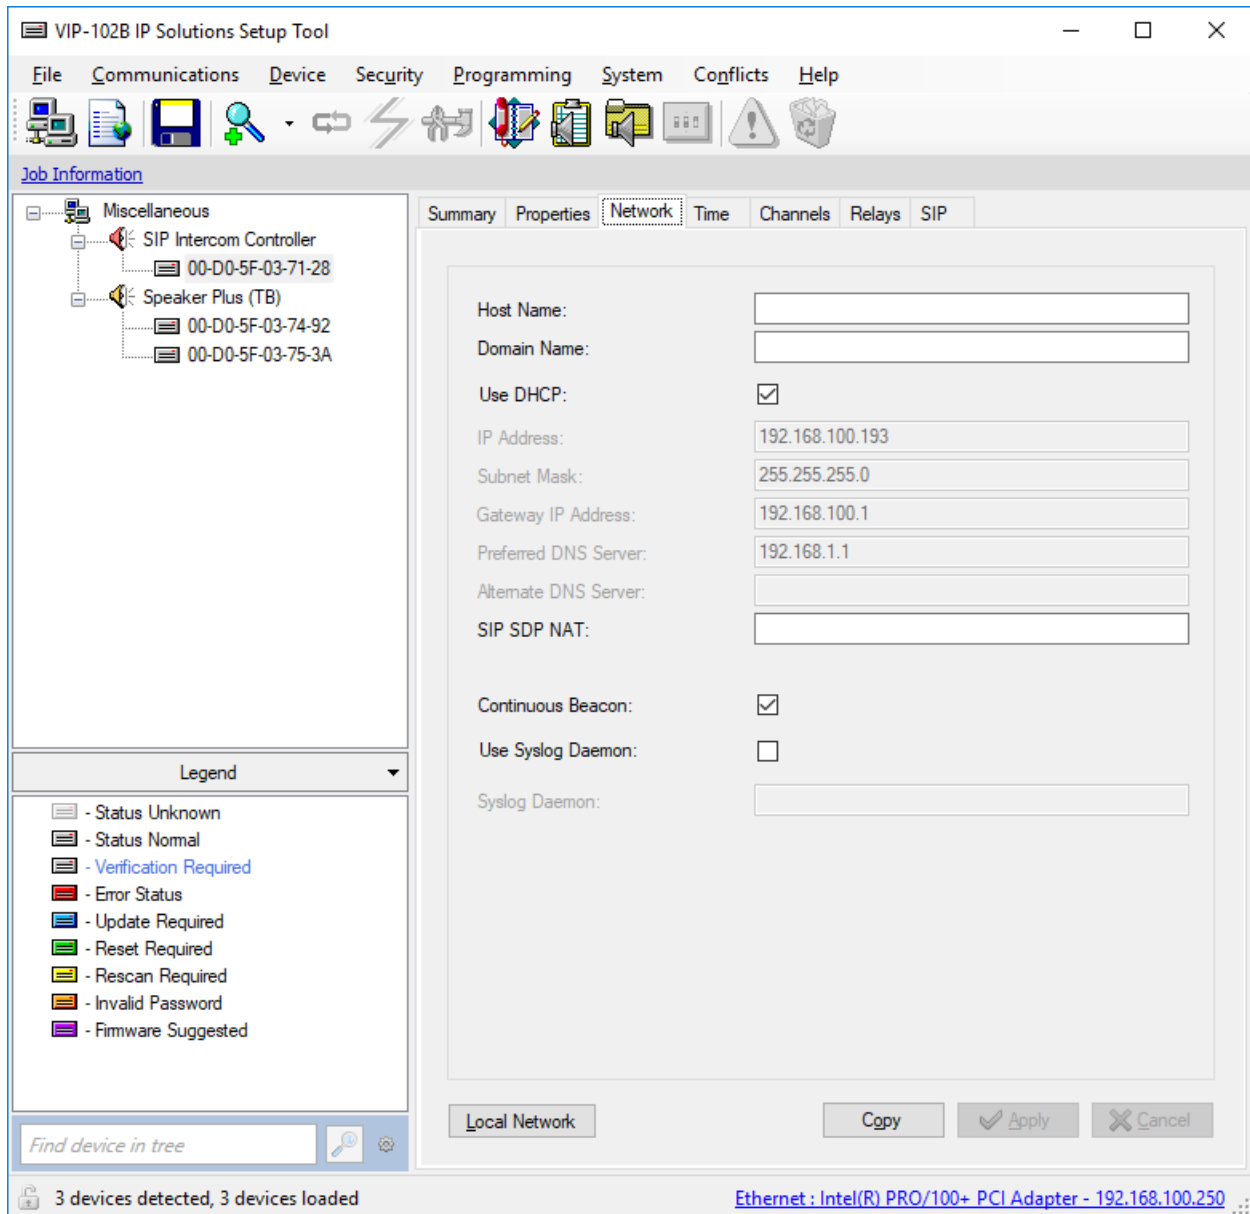 VIP-102B IP Solutions Setup Tool
File Communications Device Security Programming System Conflicts Help
Job Information
Miscellaneous
SIP Intercom Controller
00-D0-5F-03-71-28
Speaker Plus (TB)
00-D0-5F-03-74-92
00-D0-5F-03-75-3A
Legend
- Status Unknown
- Status Normal
- Verification Required
- Error Status
- Update Required
- Reset Required
- Rescan Required
- Invalid Password
- Firmware Suggested
Find device in tree
Summary Properties Network Time Channels Relays SIP
Host Name:
Domain Name:
Use DHCP:
IP Address: 192.168.100.193
Subnet Mask: 255.255.255.0
Gateway IP Address: 192.168.100.1
Preferred DNS Server: 192.168.1.1
Alternate DNS Server:
SIP SDP NAT:
Continuous Beacon:
Use Syslog Daemon:
Syslog Daemon:
Local Network Copy Apply Cancel
3 devices detected, 3 devices loaded Ethernet : Intel(R) PRO/100+ PCI Adapter - 192.168.100.250